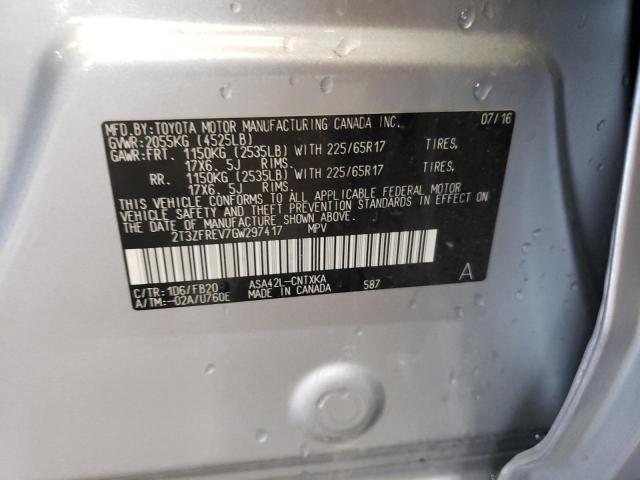 MFD.BY:TOYOTA MOTOR MANUFACTURING CANADA INC. 07/16
GVWR:2055KG (4525LB)
GAWR:FRT. 1150KG (2535LB) WITH 225/65R17 TIRES,
17X6.5J RIMS.
RR. 1150KG (2535LB) WITH 225/65R17 TIRES,
17X6.5J RIMS.
THIS VEHICLE CONFORMS TO ALL APPLICABLE FEDERAL MOTOR
VEHICLE SAFETY AND THEFT PREVENTION STANDARDS IN EFFECT ON
THE DATE OF MANUFACTURE SHOWN ABOVE.
2T3ZFREV7GW297417 MPV
C/TR:1D6/FB20 ASA42L-CNTXKA A
A/TM:-02A/U760E MADE IN CANADA 587